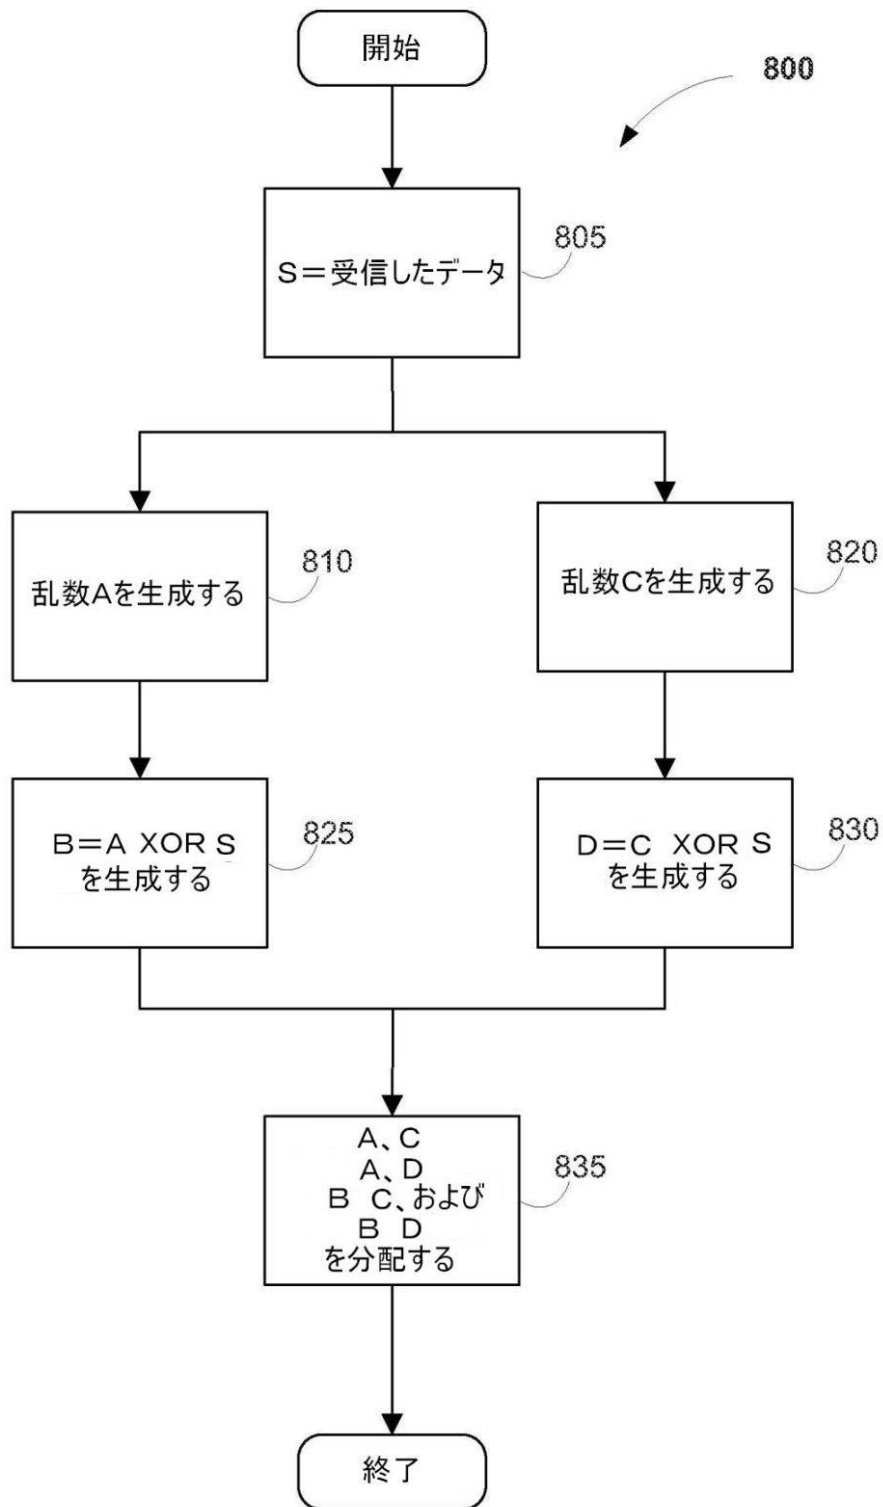 開始
800
S=受信したデータ
805
乱数Aを生成する
810
乱数Cを生成する
820
B=A XOR S
を生成する
825
D=C XOR S
を生成する
830
A、C
A、D
B C、および
B D
を分配する
835
終了